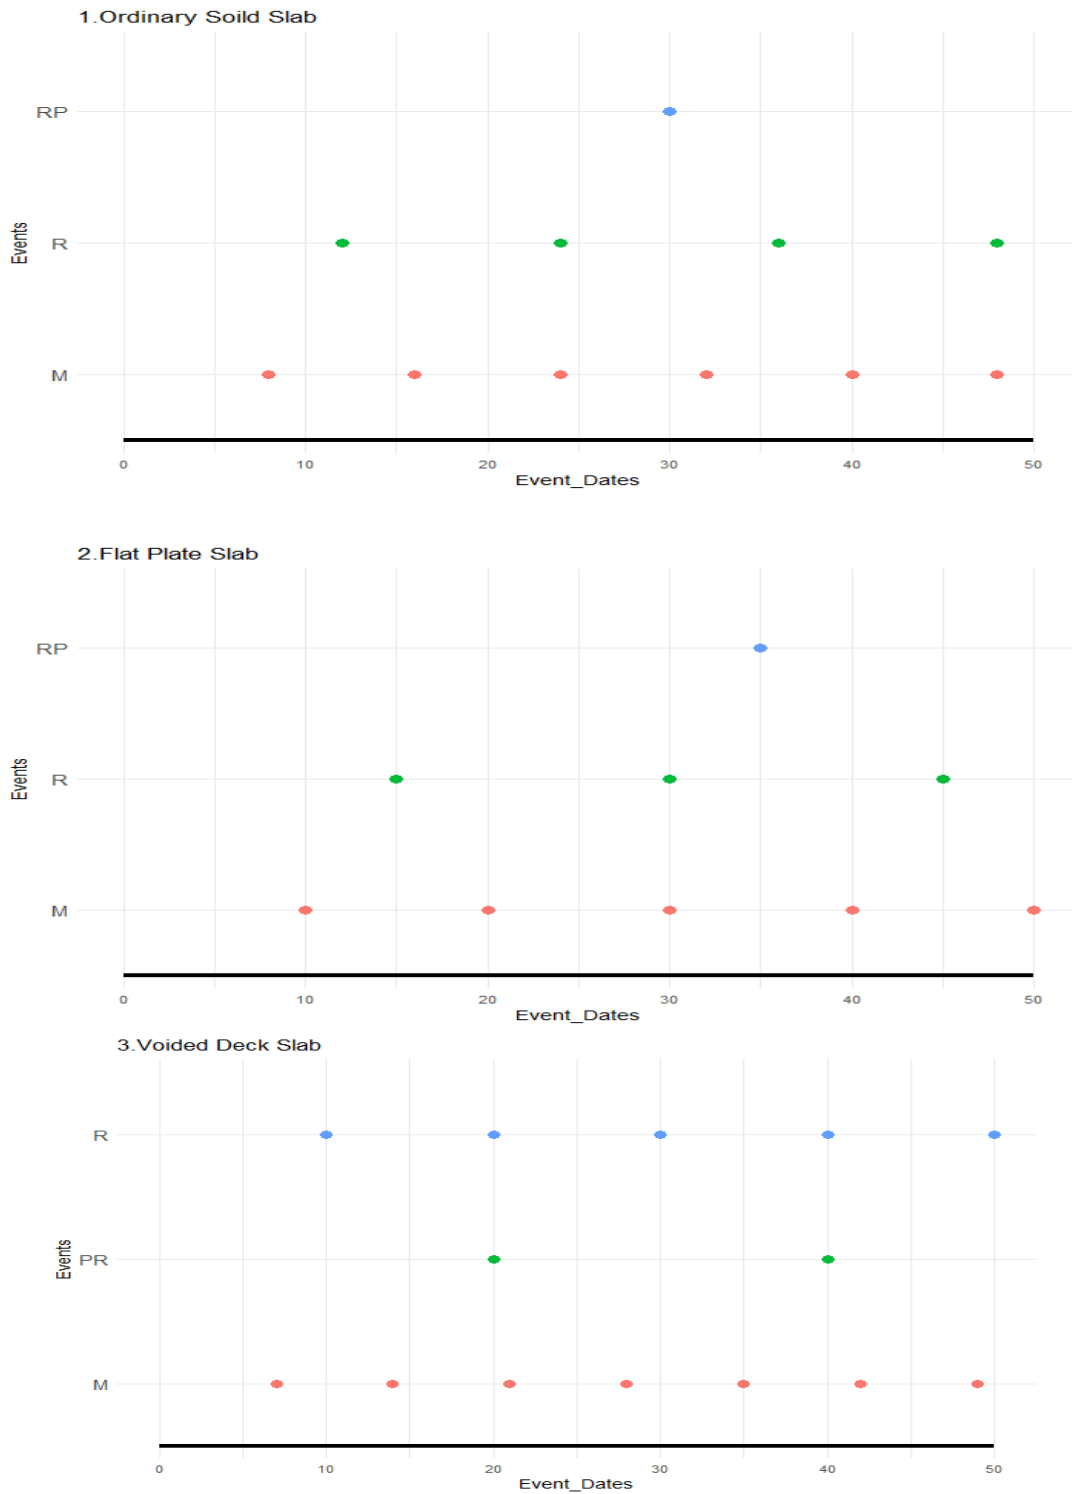 1.Ordinary Soild Slab
RP
R
M
Events
0 10 20 30 40 50
Event_Dates
2.Flat Plate Slab
RP
R
M
Events
0 10 20 30 40 50
Event_Dates
3.Voided Deck Slab
R
PR
M
Events
0 10 20 30 40 50
Event_Dates